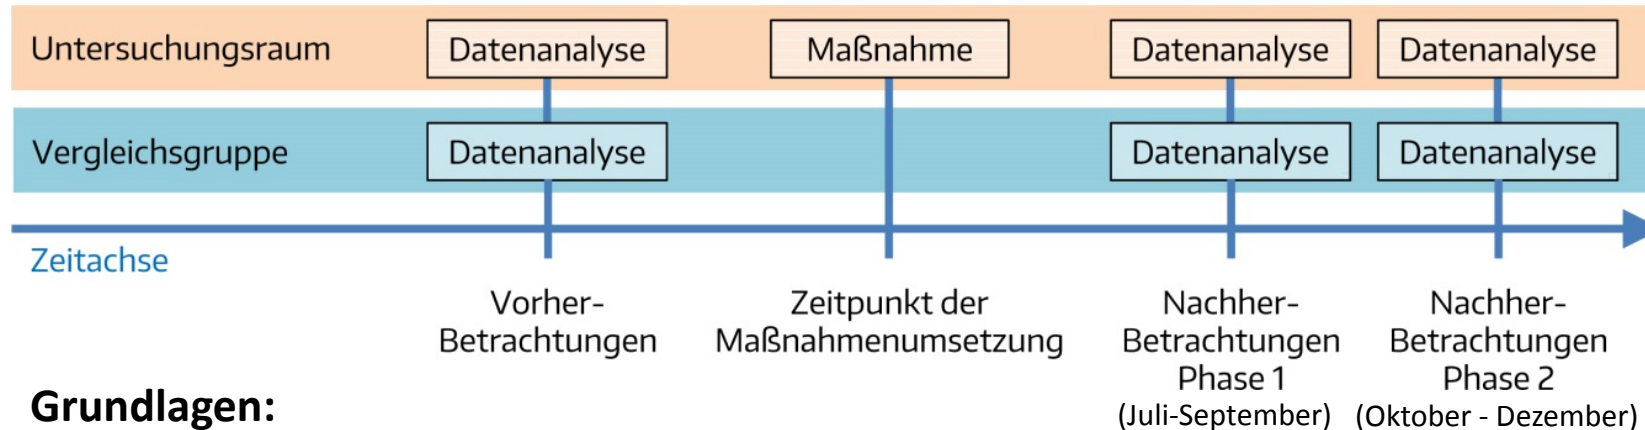 Untersuchungsraum Datenanalyse Maßnahme Datenanalyse Datenanalyse
Vergleichsgruppe Datenanalyse Datenanalyse Datenanalyse
Zeitachse
Vorher- Zeitpunkt der Nachher- Nachher-
Betrachtungen Maßnahmenumsetzung Betrachtungen Betrachtungen
Phase 1 Phase 2
Grundlagen: (Juli-September) (Oktober - Dezember)